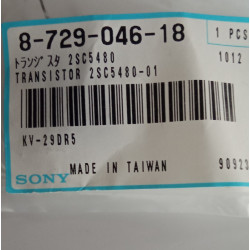 8-729-046-18
1 PCS
トランジスタ 2SC5480
1012
TRANSISTOR 2SC5480-01
KV-29DR5
MADE IN TAIWAN
SONY
90923